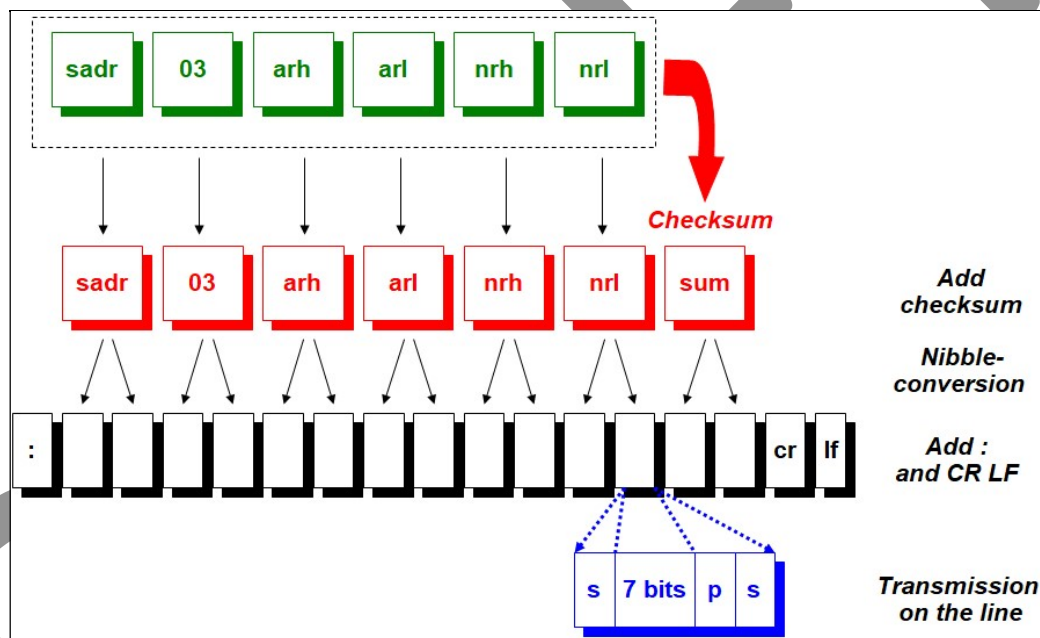 sadr 03 arh arl nrh nrl
Checksum
sadr 03 arh arl nrh nrl sum
Add
checksum
Nibble-
conversion
: cr lf
Add :
and CR LF
s 7 bits p s
Transmission
on the line